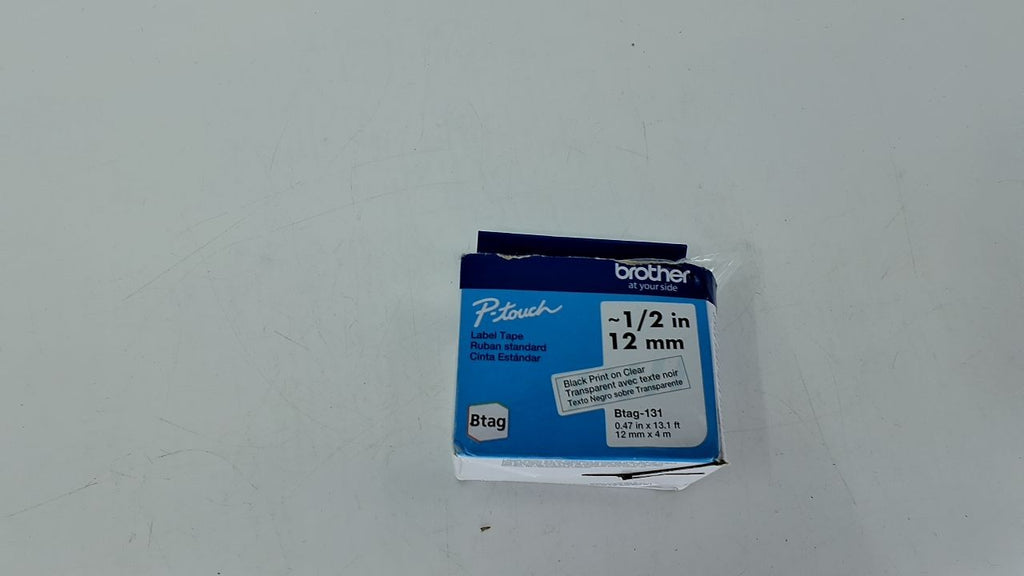 brother
at your side
P-touch
Label Tape
Ruban standard
Cinta Estándar
~1/2 in
12 mm
Black Print on Clear
Transparent avec texte noir
Texto Negro sobre Transparente
Btag
Btag-131
0.47 in x 13.1 ft
12 mm x 4 m